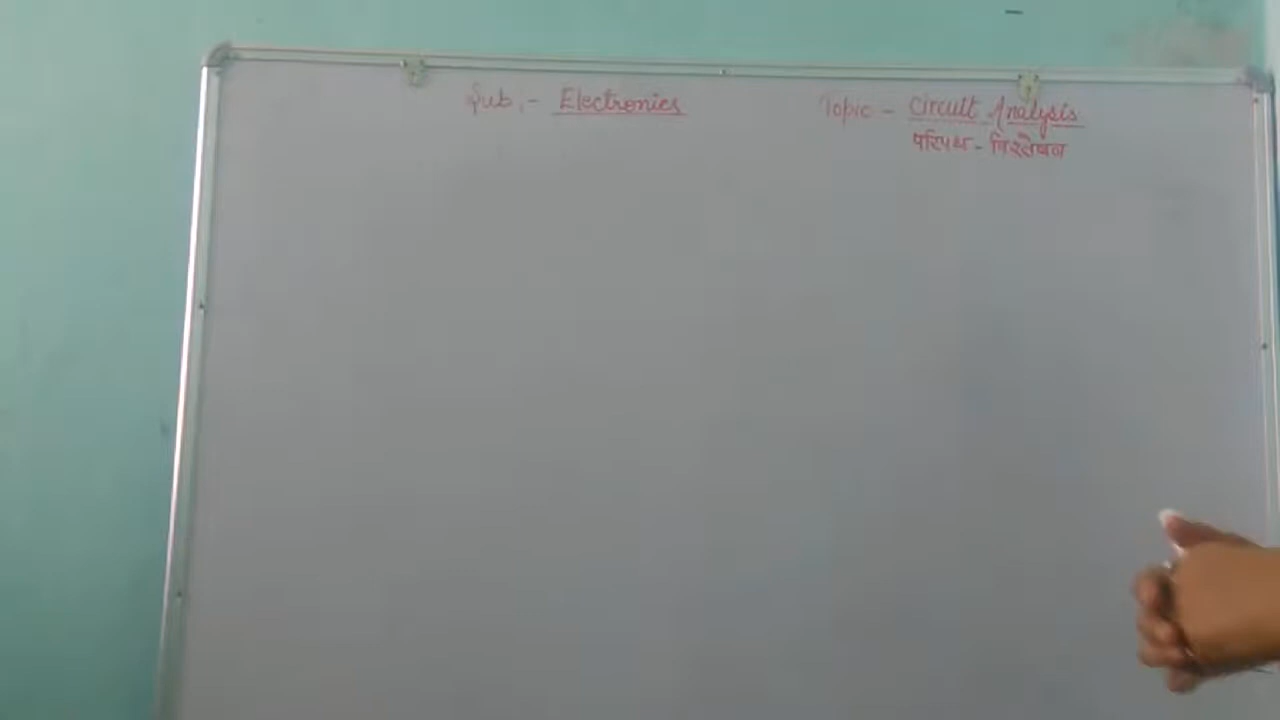 Sub. - Electronics
Topic - Circuit Analysis
परिपथ - विश्लेषण